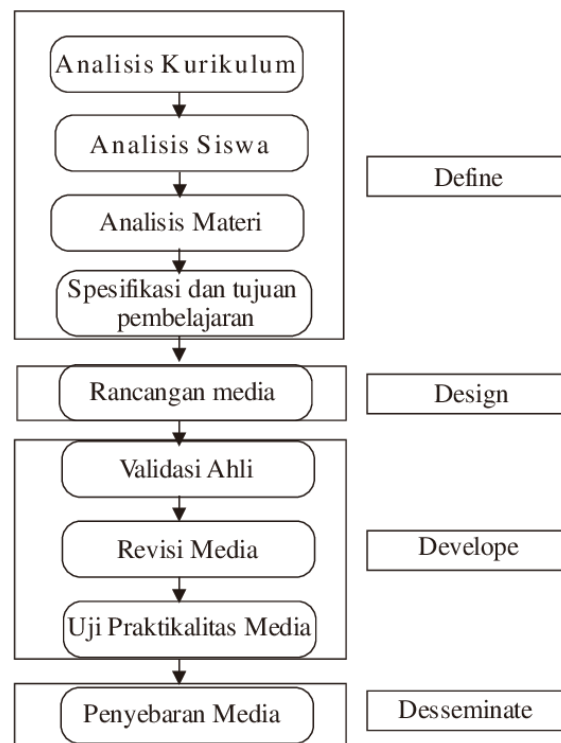 Analisis Kurikulum
Analisis Siswa
Analisis Materi
Spesifikasi dan tujuan
pembelajaran
Define
Rancangan media
Design
Validasi Ahli
Revisi Media
Uji Praktikalitas Media
Develope
Penyebaran Media
Desseminate